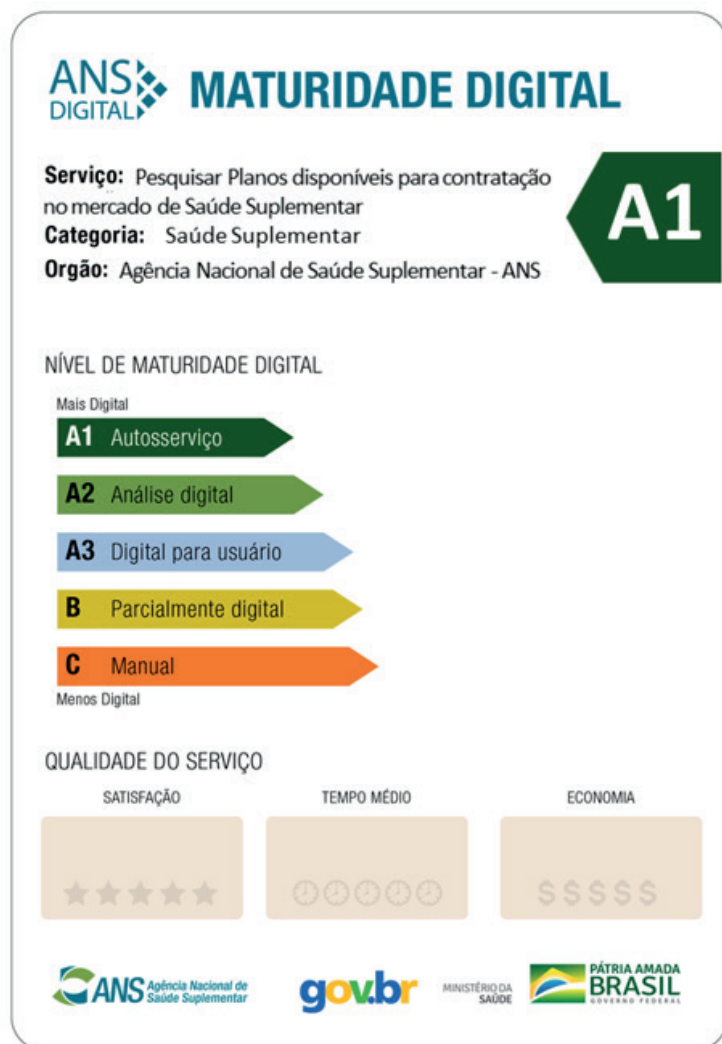 ANS
DIGITAL
MATURIDADE DIGITAL
Serviço: Pesquisar Planos disponíveis para contratação
no mercado de Saúde Suplementar
Categoria: Saúde Suplementar
Orgão: Agência Nacional de Saúde Suplementar - ANS
A1
NÍVEL DE MATURIDADE DIGITAL
Mais Digital
A1 Autosserviço
A2 Análise digital
A3 Digital para usuário
B Parcialmente digital
C Manual
Menos Digital
QUALIDADE DO SERVIÇO
SATISFAÇÃO
TEMPO MÉDIO
ECONOMIA
$$$$$
ANS Agência Nacional de
Saúde Suplementar
gov.br
MINISTÉRIO DA
SAÚDE
PÁTRIA AMADA
BRASIL
GOVERNO FEDERAL